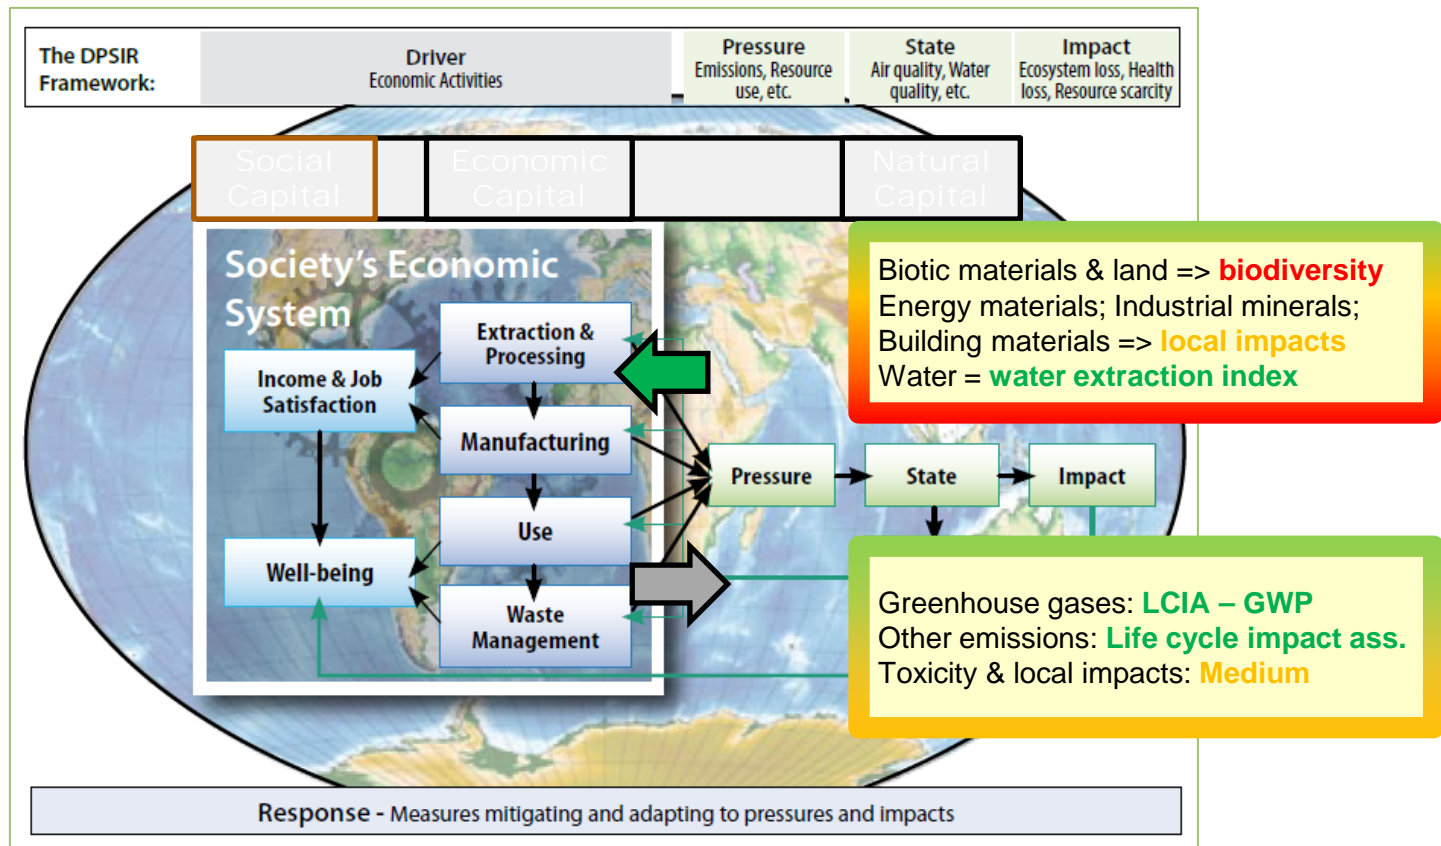 The DPSIR
Framework:
Driver
Economic Activities
Pressure
Emissions, Resource
use, etc.
State
Air quality, Water
quality, etc.
Impact
Ecosystem loss, Health
loss, Resource scarcity
Social
Capital
Economic
Capital
Natural
Capital
Society's Economic
System
Extraction &
Processing
Income & Job
Satisfaction
Manufacturing
Use
Well-being
Waste
Management
Pressure
State
Impact
Biotic materials & land => biodiversity
Energy materials; Industrial minerals;
Building materials => local impacts
Water = water extraction index
Greenhouse gases: LCIA – GWP
Other emissions: Life cycle impact ass.
Toxicity & local impacts: Medium
Response - Measures mitigating and adapting to pressures and impacts